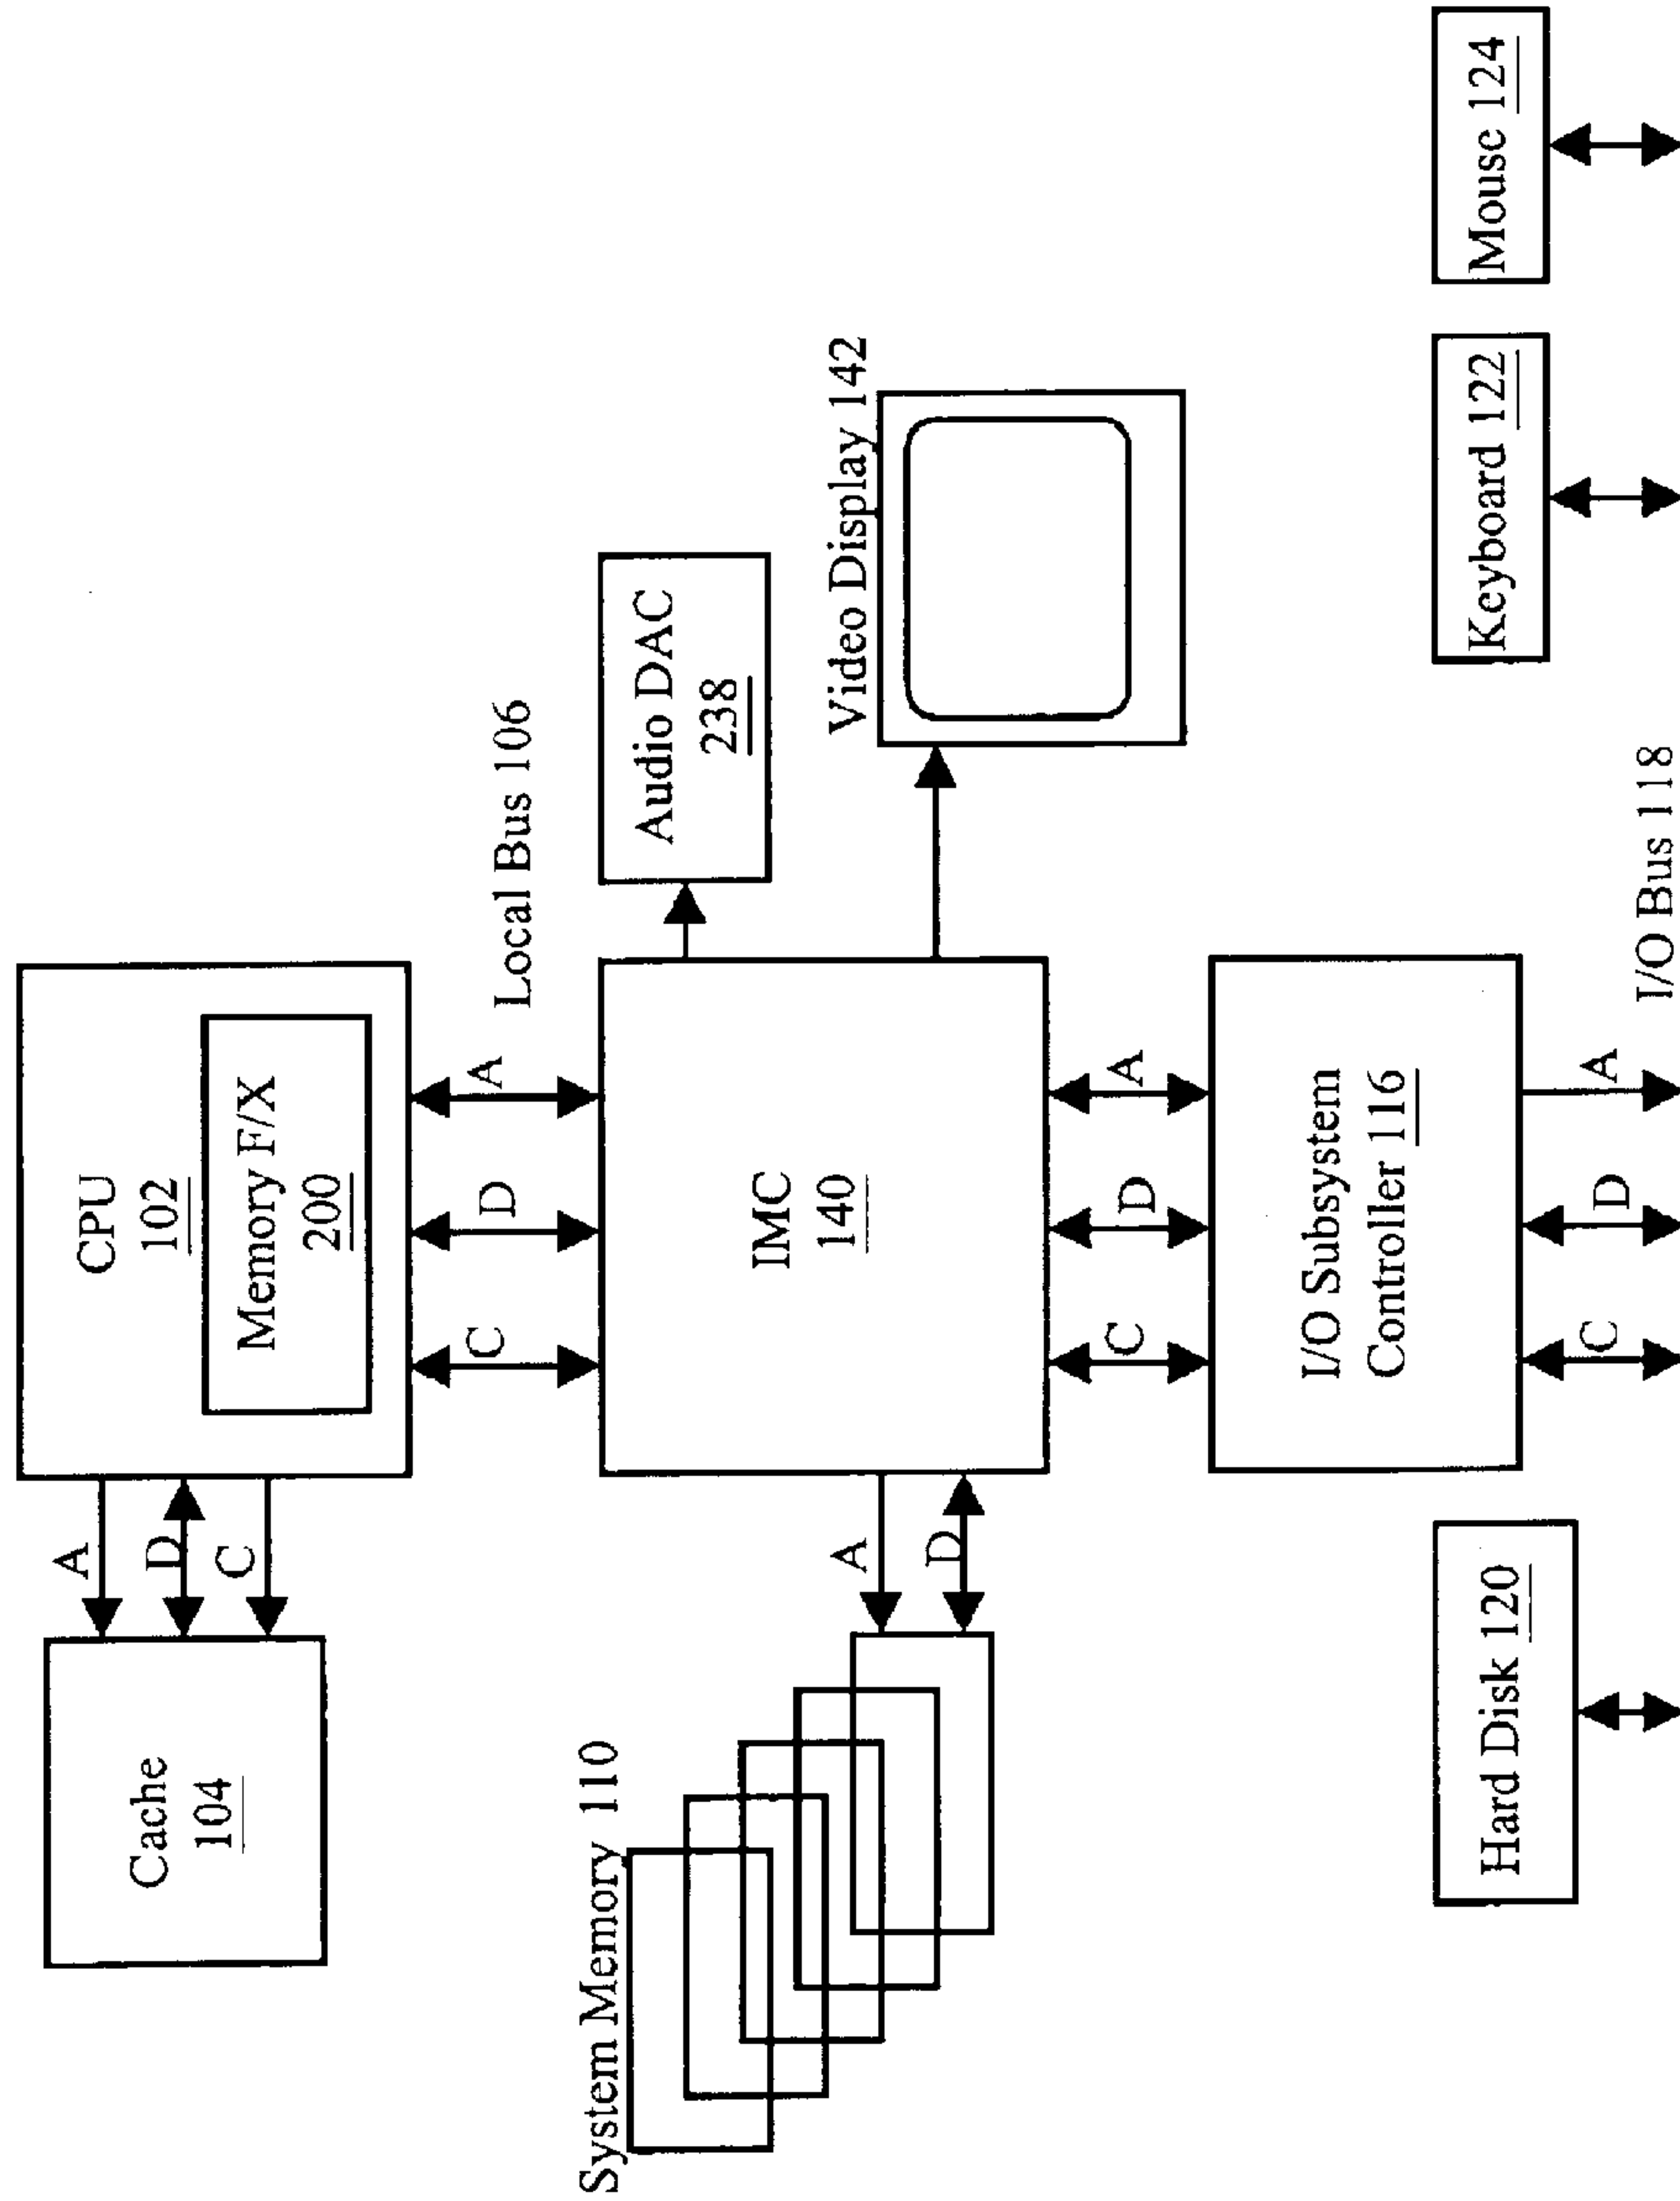 Cache
104
A
D
C
CPU
102
Memory F/X
200
C
D
A
Local Bus 106
System Memory 110
A
D
IMC
140
Audio DAC
238
Video Display 142
C
D
A
Hard Disk 120
I/O Subsystem
Controller 116
Keyboard 122
Mouse 124
C
D
A
I/O Bus 118